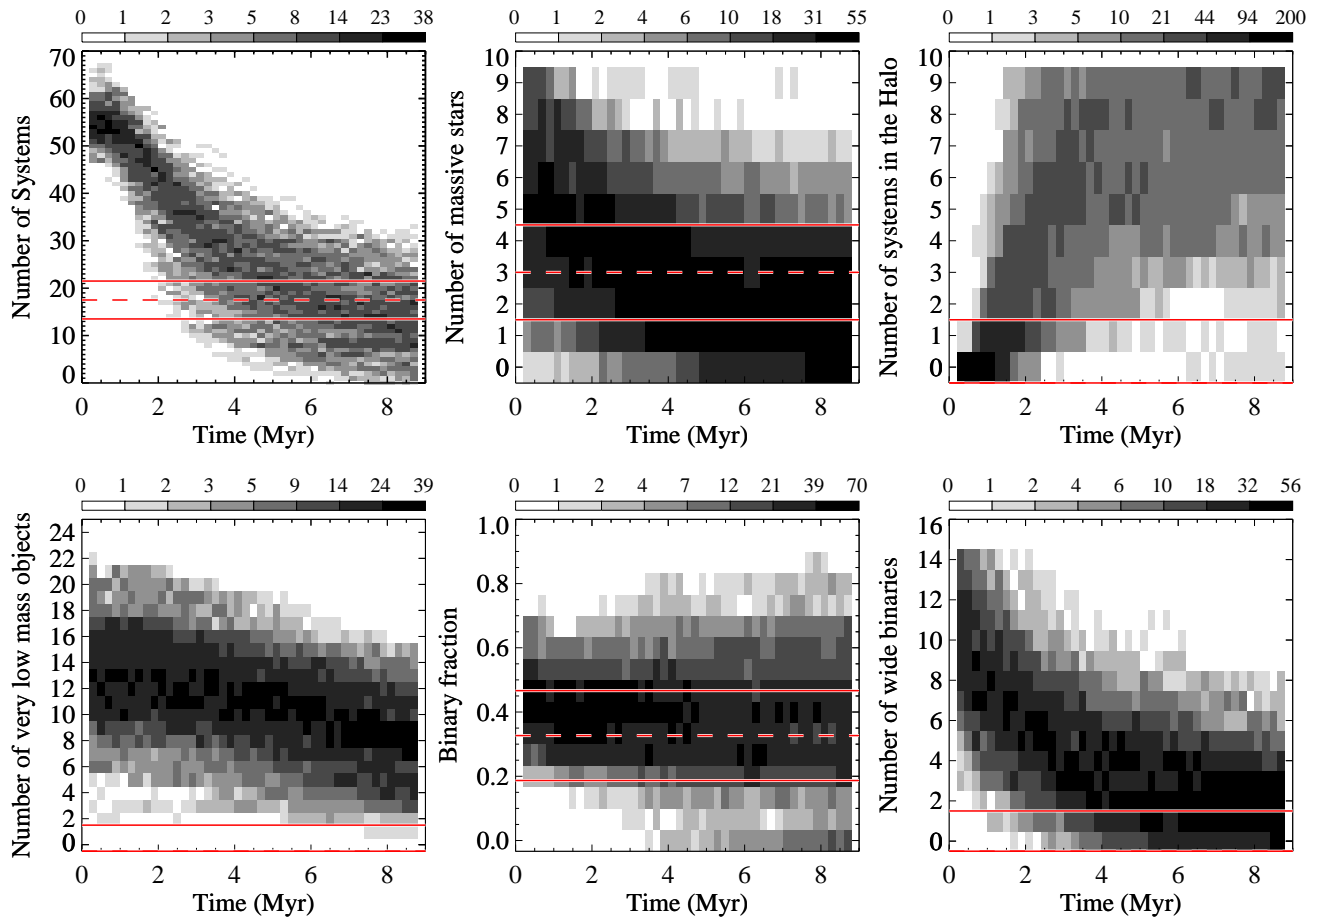 0 1 2 3 5 8 14 23 38
70
60
50
40
30
20
10
0
Number of Systems
0 2 4 6 8
Time (Myr)
0 1 2 4 6 10 18 31 55
10
9
8
7
6
5
4
3
2
1
0
Number of massive stars
0 2 4 6 8
Time (Myr)
0 1 3 5 10 21 44 94 200
10
9
8
7
6
5
4
3
2
1
0
Number of systems in the Halo
0 2 4 6 8
Time (Myr)
0 1 2 3 5 9 14 24 39
24
22
20
18
16
14
12
10
8
6
4
2
0
Number of very low mass objects
0 2 4 6 8
Time (Myr)
0 1 2 4 7 12 21 39 70
1.0
0.8
0.6
0.4
0.2
0.0
Binary fraction
0 2 4 6 8
Time (Myr)
0 1 2 4 6 10 18 32 56
16
14
12
10
8
6
4
2
0
Number of wide binaries
0 2 4 6 8
Time (Myr)